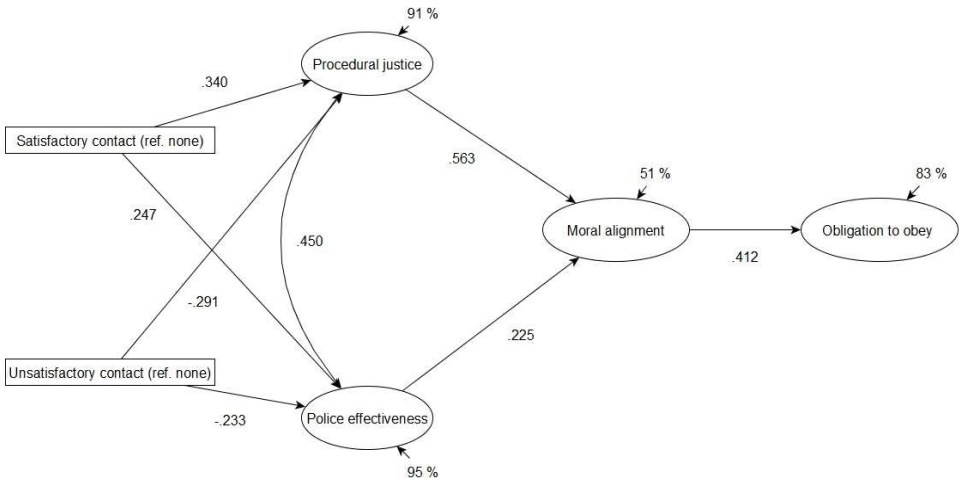 91 %
Procedural justice
.340
Satisfactory contact (ref. none)
.563
51 %
83 %
.247
Moral alignment
Obligation to obey
.450
.412
-.291
.225
Unsatisfactory contact (ref. none)
-.233
Police effectiveness
95 %